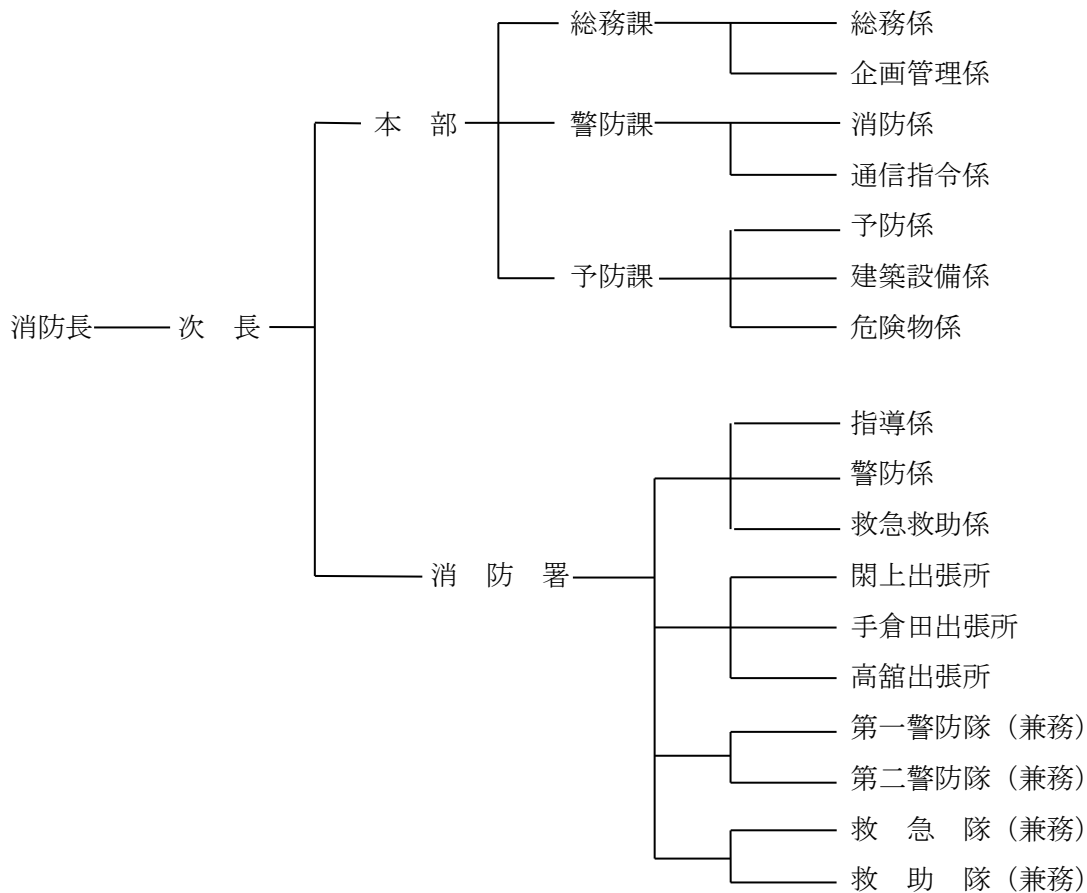 総務課 総務係
企画管理係
本　部 警防課 消防係
通信指令係
予防係
予防課 建築設備係
消防長 次　長 危険物係
指導係
警防係
救急救助係
消　防　署 閖上出張所
手倉田出張所
高舘出張所
第一警防隊（兼務）
第二警防隊（兼務）
救　急　隊（兼務）
救　助　隊（兼務）